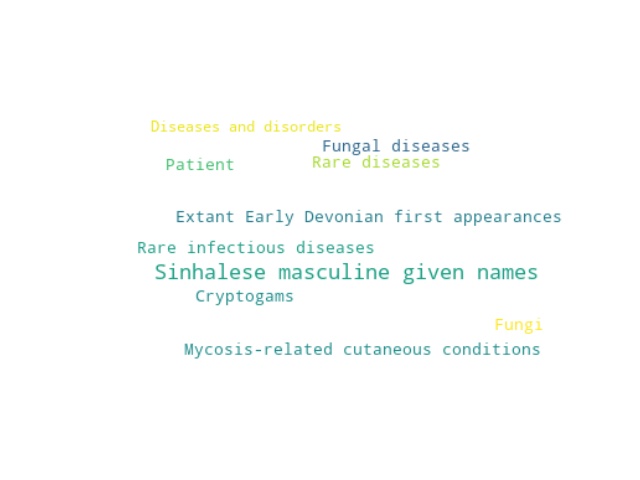 Diseases and disorders
Fungal diseases
Rare diseases
Patient
Extant Early Devonian first appearances
Rare infectious diseases
Sinhalese masculine given names
Cryptogams
Fungi
Mycosis-related cutaneous conditions